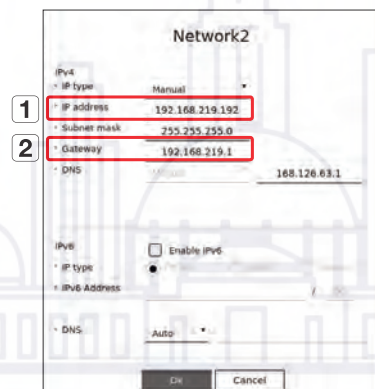 Network2
IPv4
IP type Manual
1 IP address 192.168.219.192
Subnet mask 255.255.255.0
2 Gateway 192.168.219.1
DNS 168.126.63.1
IPv6 Enable IPv6
IP type
IPv6 Address /
DNS Auto
Ok Cancel